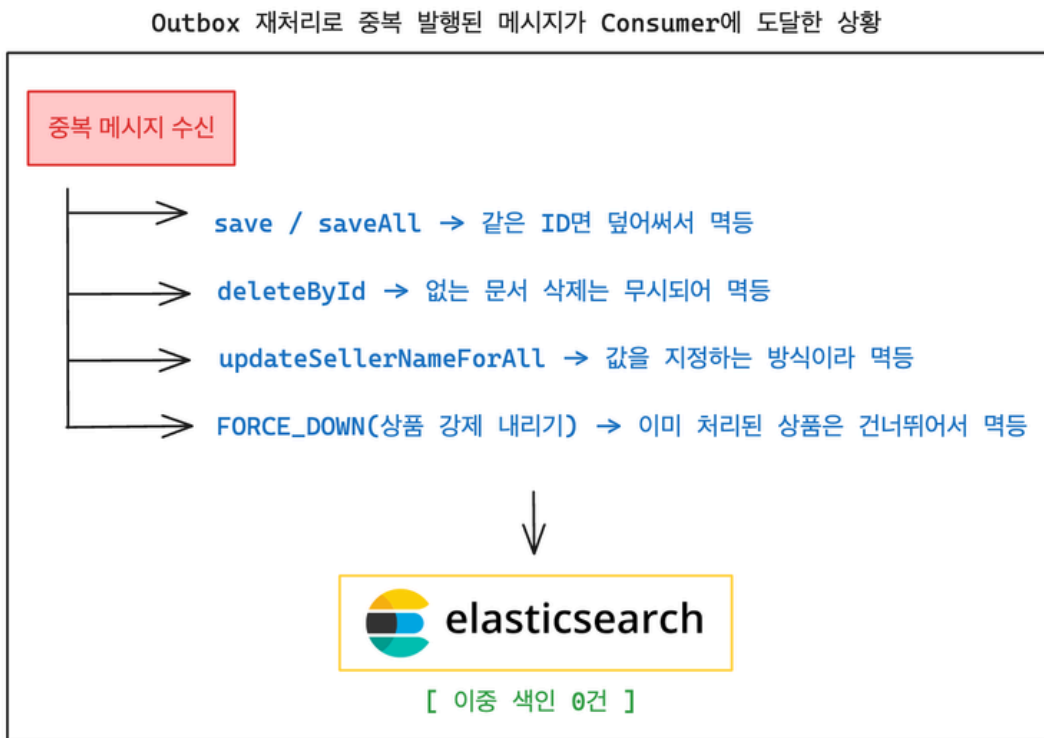 Outbox 재처리로 중복 발행된 메시지가 Consumer에 도달한 상황
중복 메시지 수신
save / saveAll → 같은 ID면 덮어써서 멱등
deleteById → 없는 문서 삭제는 무시되어 멱등
updateSellerNameForAll → 값을 지정하는 방식이라 멱등
FORCE_DOWN(상품 강제 내리기) → 이미 처리된 상품은 건너뛰어서 멱등
elasticsearch
[ 이중 색인 0건 ]